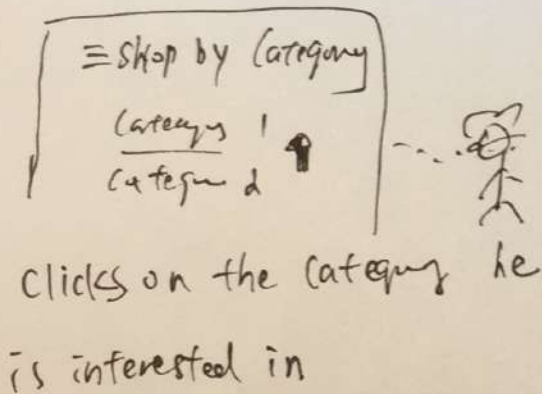 ≡ Shop by Category
Category 1
Category 2
Clicks on the Category he
is interested in